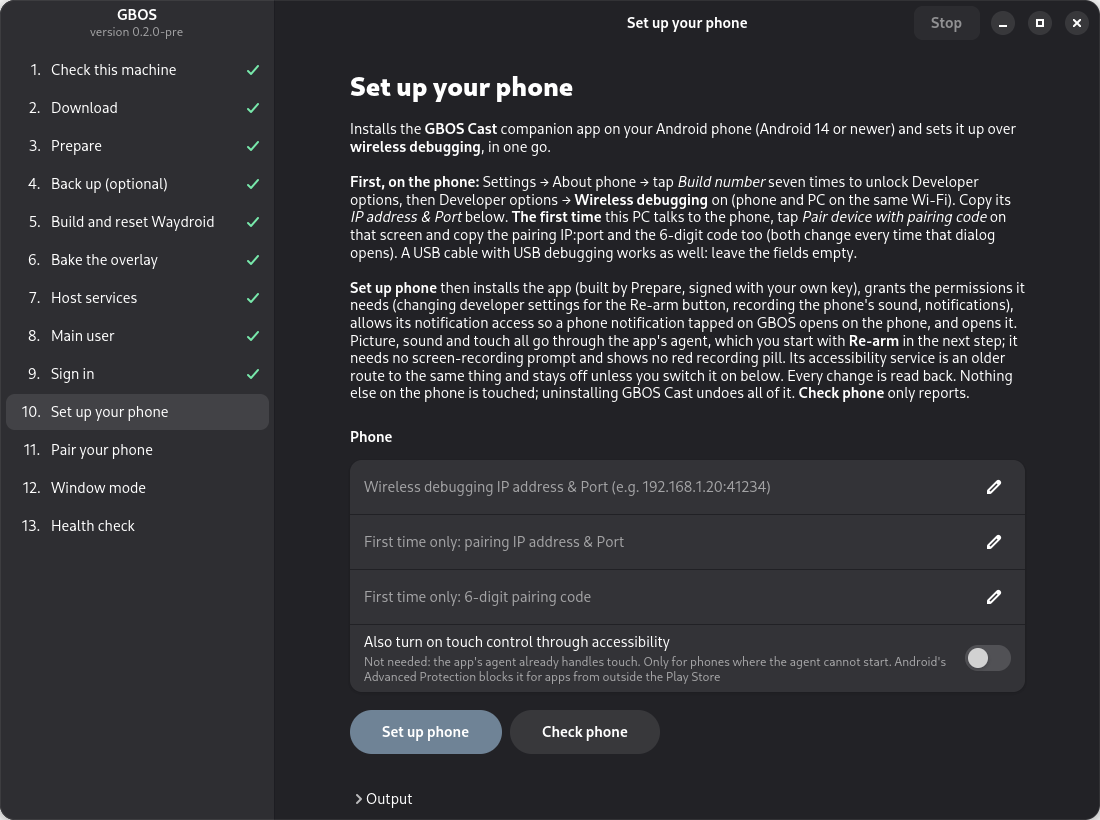 GBOS
version 0.2.0-pre
1. Check this machine
2. Download
3. Prepare
4. Back up (optional)
5. Build and reset Waydroid
6. Bake the overlay
7. Host services
8. Main user
9. Sign in
10. Set up your phone
11. Pair your phone
12. Window mode
13. Health check
Set up your phone
Stop
Set up your phone
Installs the GBOS Cast companion app on your Android phone (Android 14 or newer) and sets it up over
wireless debugging, in one go.
First, on the phone: Settings → About phone → tap Build number seven times to unlock Developer
options, then Developer options → Wireless debugging on (phone and PC on the same Wi-Fi). Copy its
IP address & Port below. The first time this PC talks to the phone, tap Pair device with pairing code on
that screen and copy the pairing IP:port and the 6-digit code too (both change every time that dialog
opens). A USB cable with USB debugging works as well: leave the fields empty.
Set up phone then installs the app (built by Prepare, signed with your own key), grants the permissions it
needs (changing developer settings for the Re-arm button, recording the phone's sound, notifications),
allows its notification access so a phone notification tapped on GBOS opens on the phone, and opens it.
Picture, sound and touch all go through the app's agent, which you start with Re-arm in the next step; it
needs no screen-recording prompt and shows no red recording pill. Its accessibility service is an older
route to the same thing and stays off unless you switch it on below. Every change is read back. Nothing
else on the phone is touched; uninstalling GBOS Cast undoes all of it. Check phone only reports.
Phone
Wireless debugging IP address & Port (e.g. 192.168.1.20:41234)
First time only: pairing IP address & Port
First time only: 6-digit pairing code
Also turn on touch control through accessibility
Not needed: the app's agent already handles touch. Only for phones where the agent cannot start. Android's
Advanced Protection blocks it for apps from outside the Play Store
Set up phone
Check phone
Output